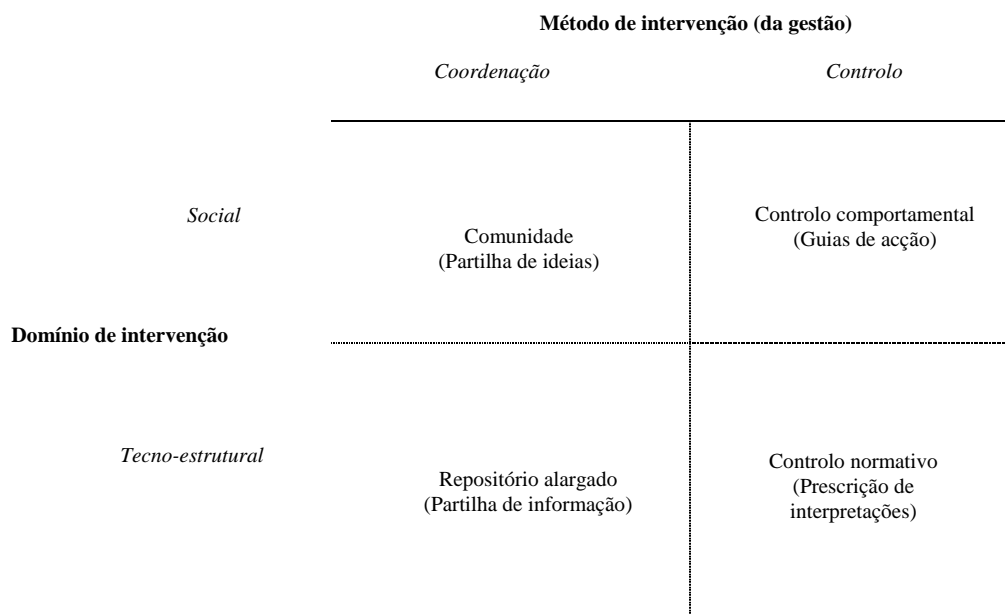 Método de intervenção (da gestão)
Coordenação
Controlo
Social
Comunidade
(Partilha de ideias)
Controlo comportamental
(Guias de acção)
Domínio de intervenção
Tecno-estrutural
Repositório alargado
(Partilha de informação)
Controlo normativo
(Prescrição de
interpretações)